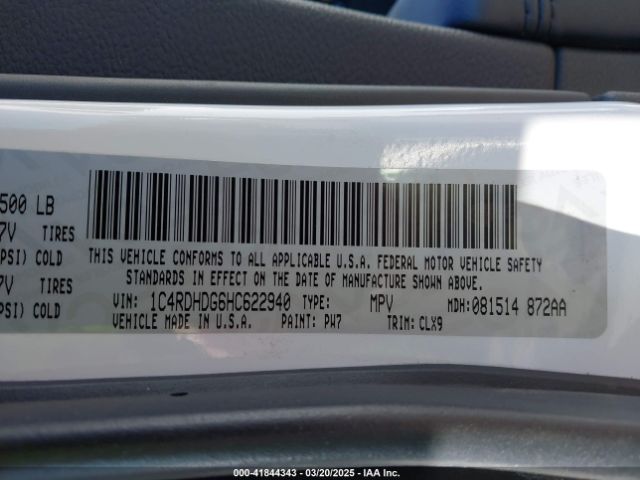 500 LB
7V TIRES
PSI) COLD
7V TIRES
PSI) COLD
THIS VEHICLE CONFORMS TO ALL APPLICABLE U.S.A. FEDERAL MOTOR VEHICLE SAFETY
STANDARDS IN EFFECT ON THE DATE OF MANUFACTURE SHOWN ABOVE.
VIN: 1C4RDHDG6HC622940 TYPE: MPV MDH:081514 872AA
VEHICLE MADE IN U.S.A. PAINT: PW7 TRIM: CLX9
000-41844343 — 03/20/2025 — IAA Inc.